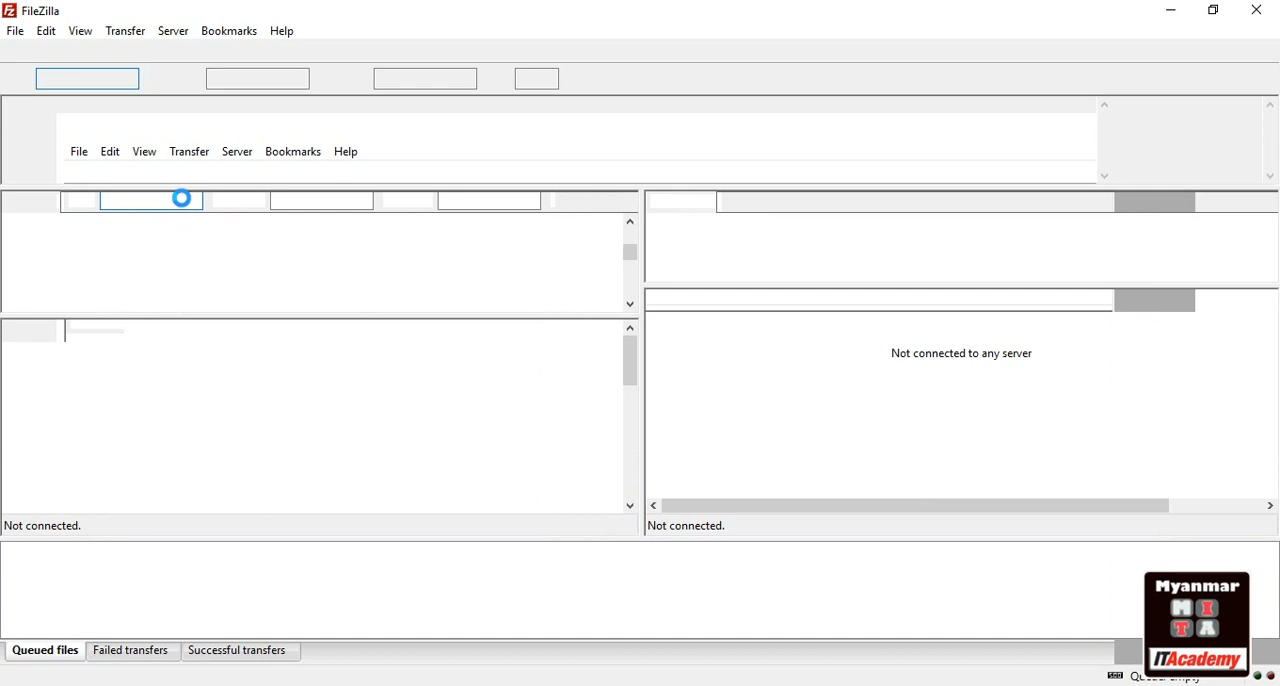 Fz FileZilla
File Edit View Transfer Server Bookmarks Help
File Edit View Transfer Server Bookmarks Help
Not connected to any server
Not connected.
Not connected.
Queued files Failed transfers Successful transfers
Myanmar
M I
T A
ITAcademy